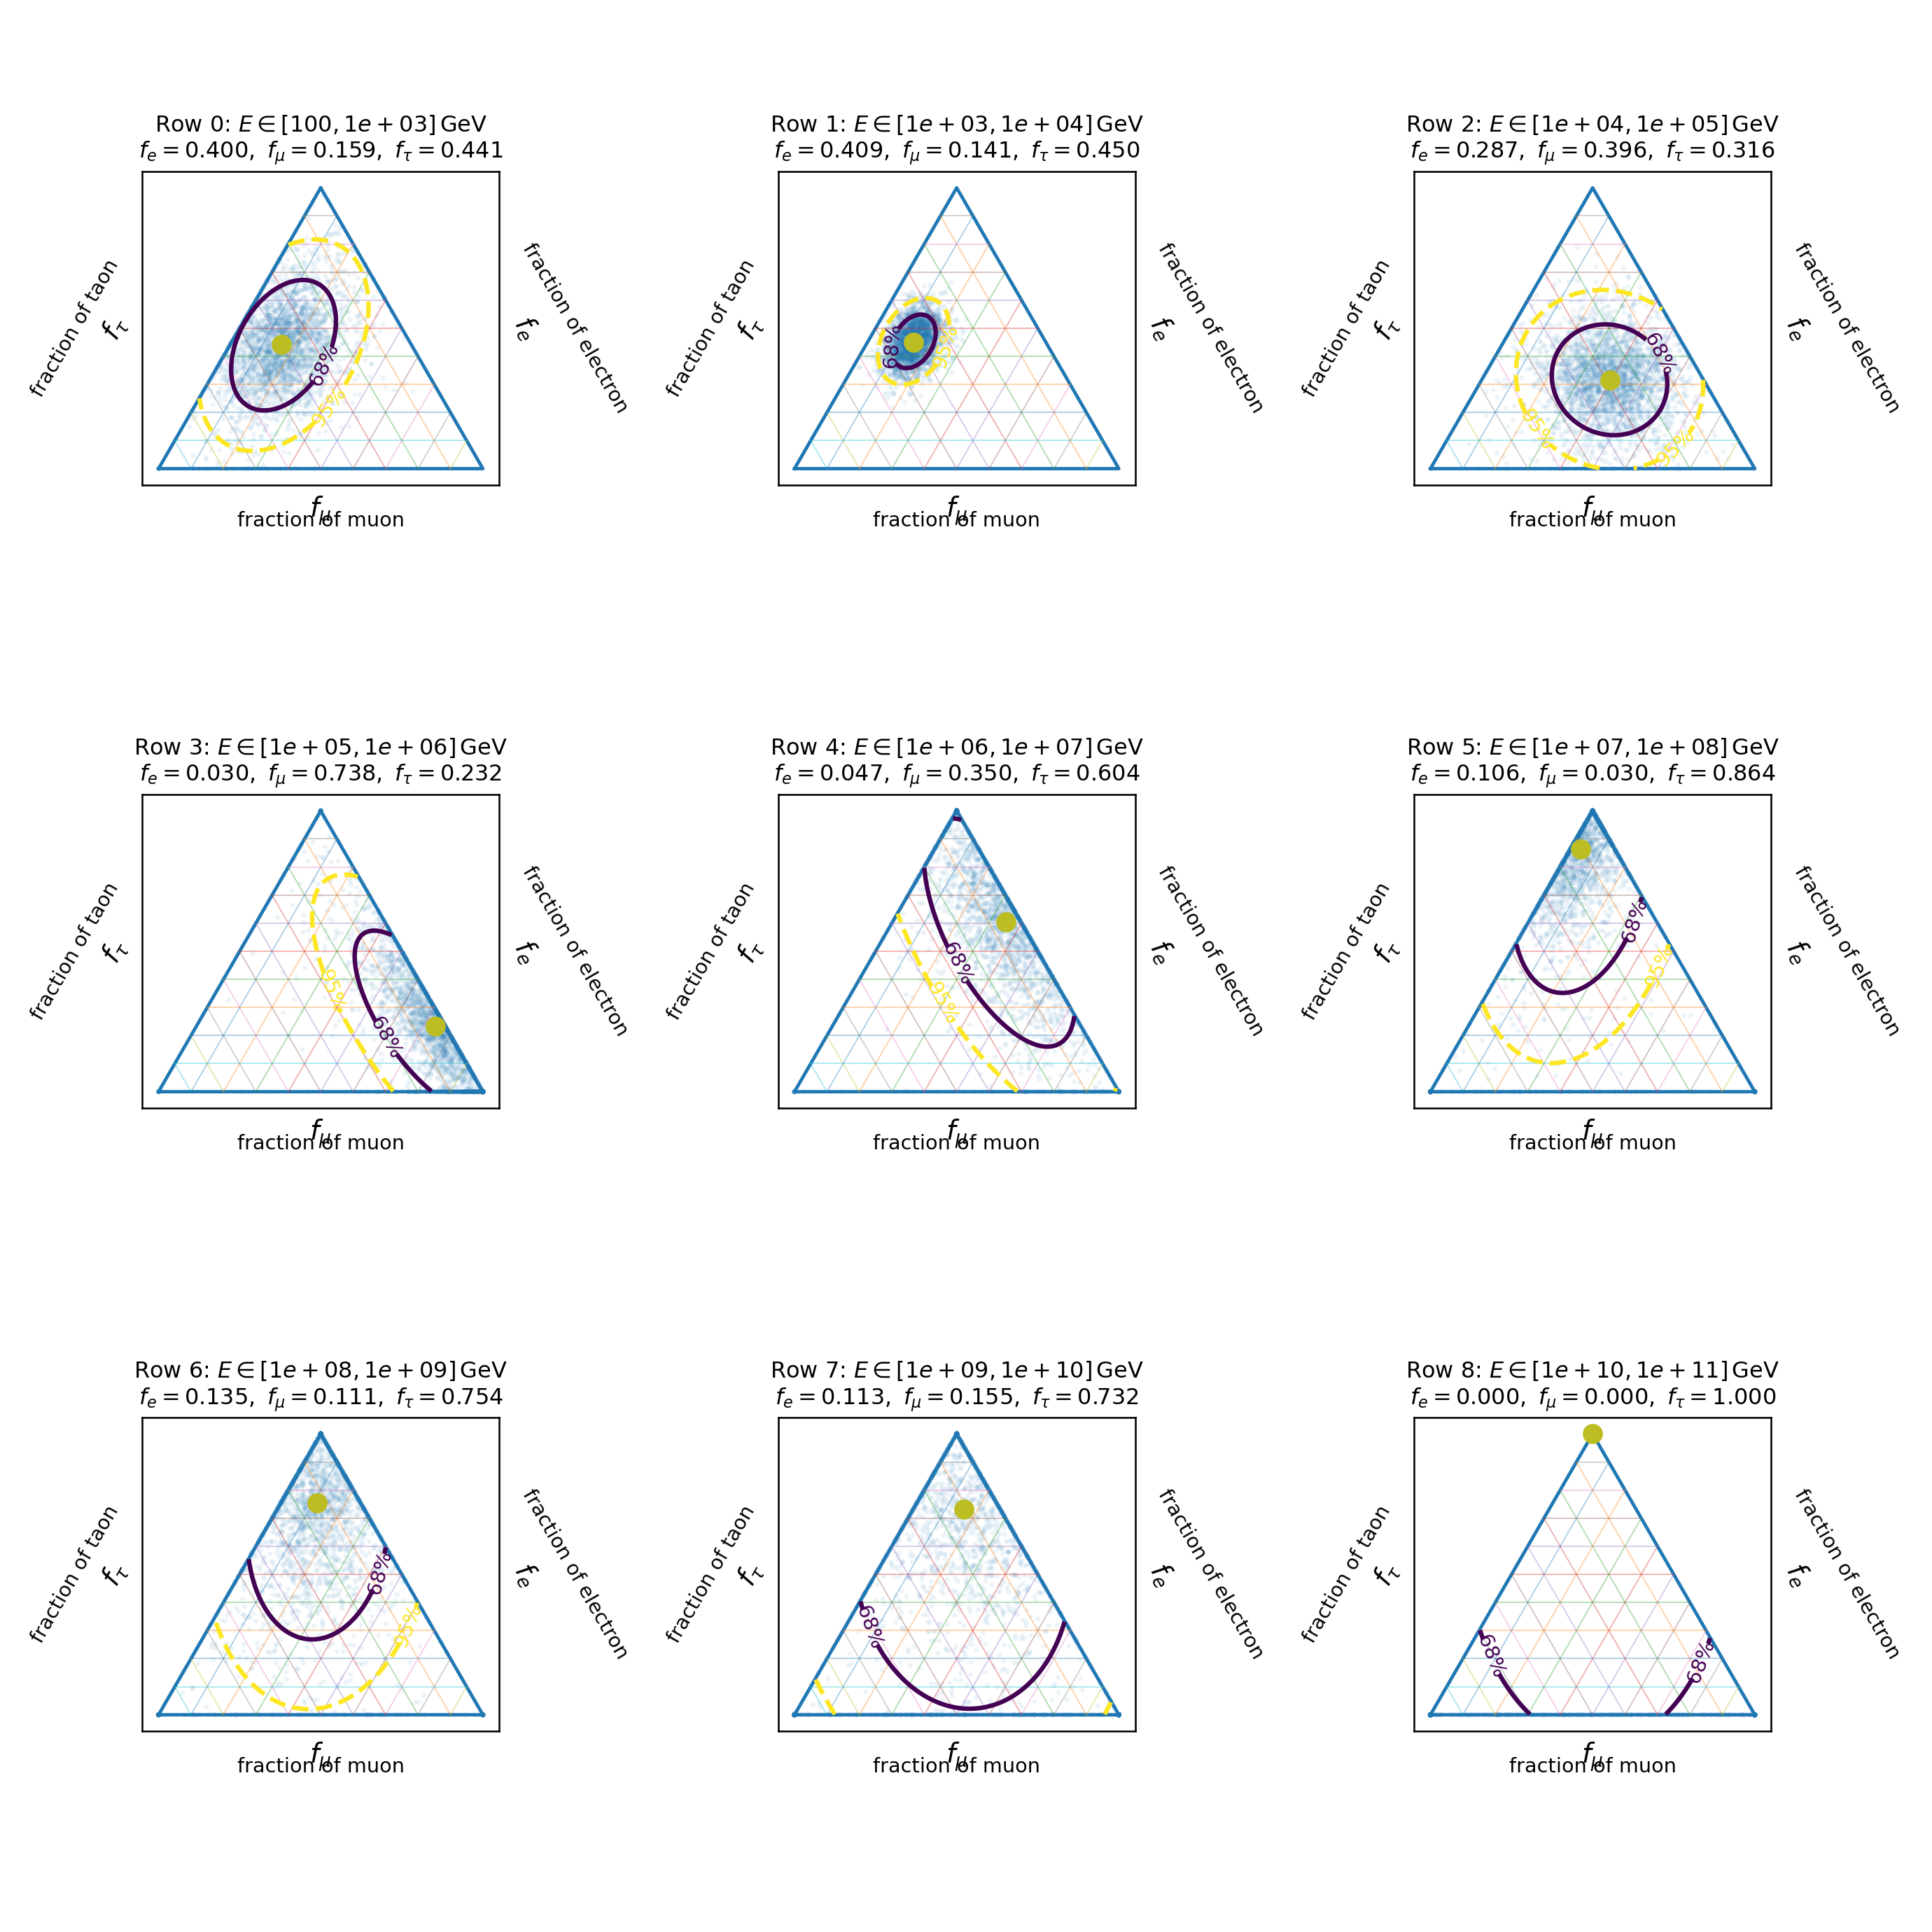 Row 0: E ∈ [100, 1e + 03] GeV
f_e = 0.400, f_μ = 0.159, f_τ = 0.441
fraction of taon
f_τ
68%
95%
f_e
fraction of electron
f_μ
fraction of muon
Row 1: E ∈ [1e + 03, 1e + 04] GeV
f_e = 0.409, f_μ = 0.141, f_τ = 0.450
fraction of taon
f_τ
68%
95%
f_e
fraction of electron
f_μ
fraction of muon
Row 2: E ∈ [1e + 04, 1e + 05] GeV
f_e = 0.287, f_μ = 0.396, f_τ = 0.316
fraction of taon
f_τ
68%
95%
95%
f_e
fraction of electron
f_μ
fraction of muon
Row 3: E ∈ [1e + 05, 1e + 06] GeV
f_e = 0.030, f_μ = 0.738, f_τ = 0.232
fraction of taon
f_τ
95%
68%
f_e
fraction of electron
f_μ
fraction of muon
Row 4: E ∈ [1e + 06, 1e + 07] GeV
f_e = 0.047, f_μ = 0.350, f_τ = 0.604
fraction of taon
f_τ
68%
95%
f_e
fraction of electron
f_μ
fraction of muon
Row 5: E ∈ [1e + 07, 1e + 08] GeV
f_e = 0.106, f_μ = 0.030, f_τ = 0.864
fraction of taon
f_τ
68%
95%
f_e
fraction of electron
f_μ
fraction of muon
Row 6: E ∈ [1e + 08, 1e + 09] GeV
f_e = 0.135, f_μ = 0.111, f_τ = 0.754
fraction of taon
f_τ
68%
95%
f_e
fraction of electron
f_μ
fraction of muon
Row 7: E ∈ [1e + 09, 1e + 10] GeV
f_e = 0.113, f_μ = 0.155, f_τ = 0.732
fraction of taon
f_τ
68%
f_e
fraction of electron
f_μ
fraction of muon
Row 8: E ∈ [1e + 10, 1e + 11] GeV
f_e = 0.000, f_μ = 0.000, f_τ = 1.000
fraction of taon
f_τ
68%
68%
f_e
fraction of electron
f_μ
fraction of muon